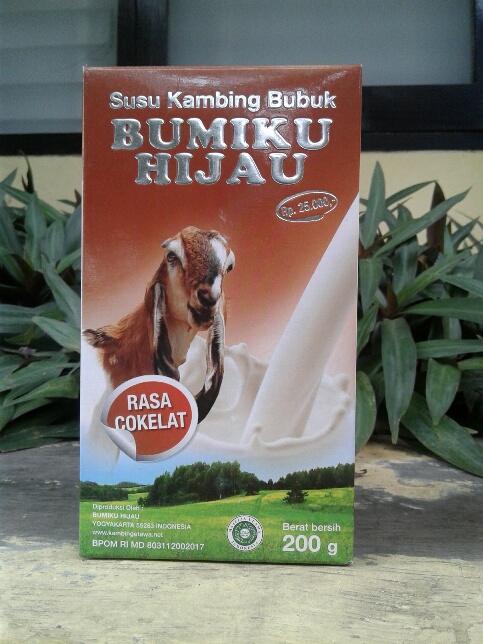 Susu Kambing Bubuk
BUMIKU
HIJAU
Rp. 25.000,-
RASA
COKELAT
Diproduksi Oleh :
BUMIKU HIJAU
YOGYAKARTA 55283 INDONESIA
www.kambingetawa.net
BPOM RI MD 803112002017
Berat bersih
200 g